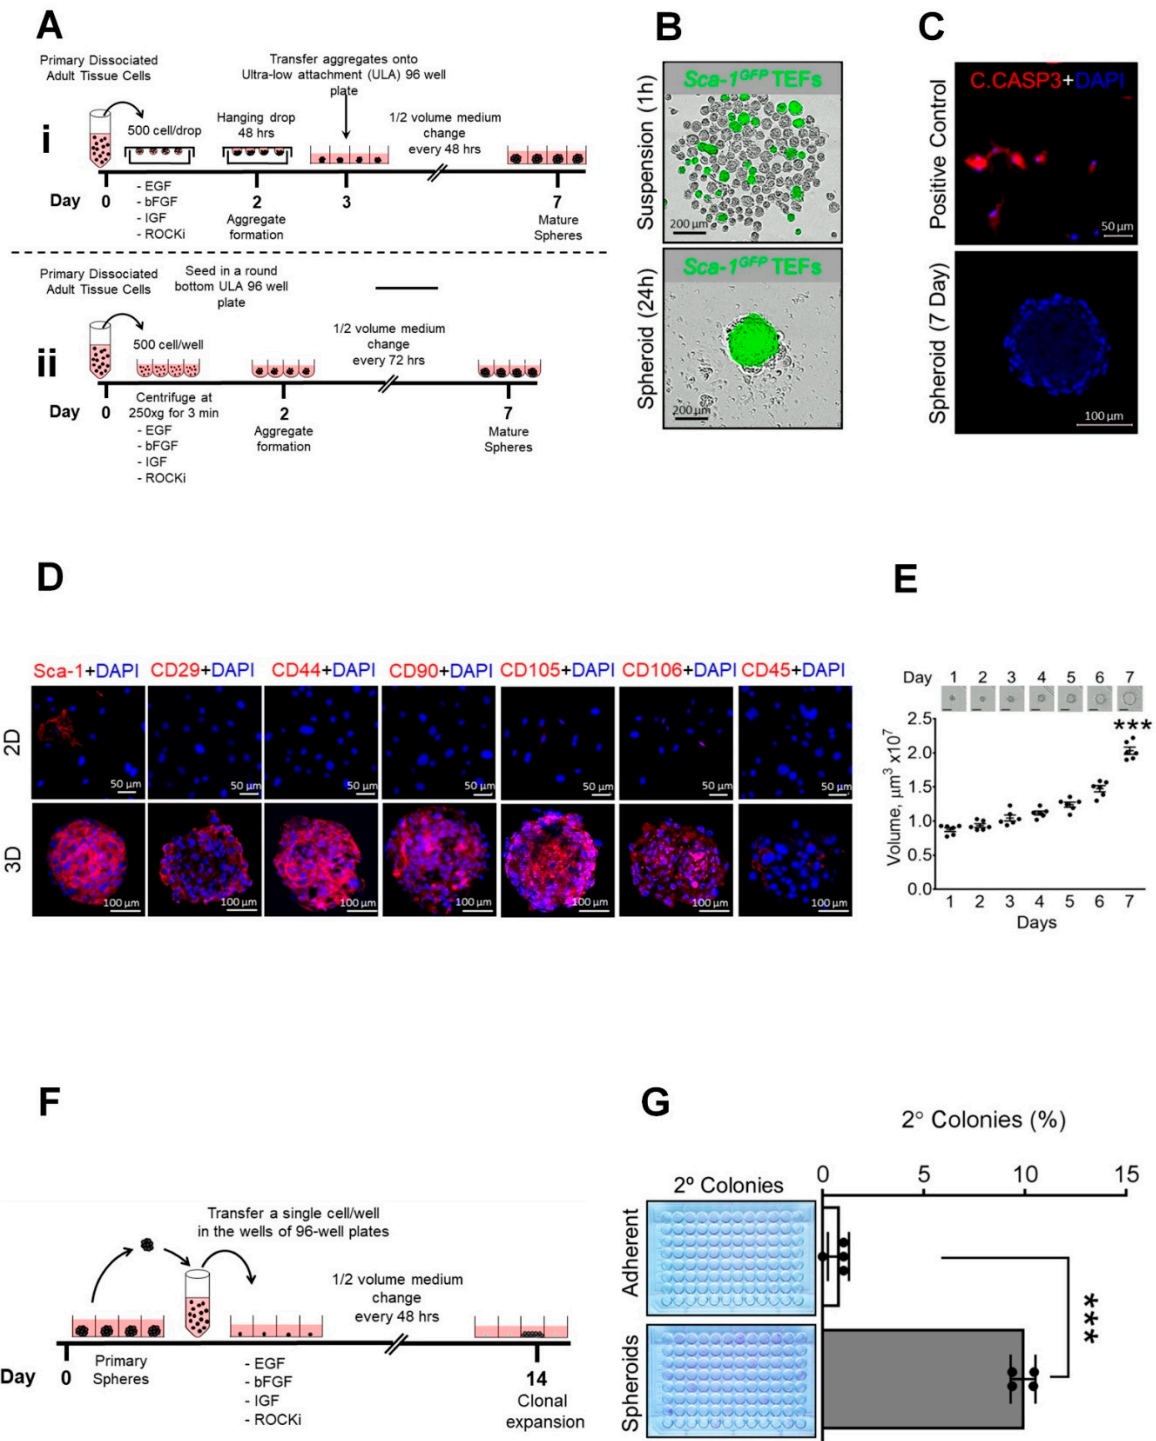 A
Primary Dissociated
Adult Tissue Cells
Transfer aggregates onto
Ultra-low attachment (ULA) 96 well
plate
i
500 cell/drop
Hanging drop
48 hrs
1/2 volume medium
change
every 48 hrs
Day
0
2
3
7
- EGF
- bFGF
- IGF
- ROCKi
Aggregate
formation
Mature
Spheres
Primary Dissociated
Adult Tissue Cells
Seed in a round
bottom ULA 96 well
plate
ii
500 cell/well
1/2 volume medium
change
every 72 hrs
Day
0
2
7
Centrifuge at
250xg for 3 min
- EGF
- bFGF
- IGF
- ROCKi
Aggregate
formation
Mature
Spheres
B
Suspension (1h)
Sca-1GFP TEFs
200 µm
Spheroid (24h)
Sca-1GFP TEFs
200 µm
C
Positive Control
C.CASP3+DAPI
50 µm
Spheroid (7 Day)
100 µm
D
Sca-1+DAPI CD29+DAPI CD44+DAPI CD90+DAPI CD105+DAPI CD106+DAPI CD45+DAPI
2D
50 µm 50 µm 50 µm 50 µm 50 µm 50 µm 50 µm
3D
100 µm 100 µm 100 µm 100 µm 100 µm 100 µm 100 µm
E
Day 1 2 3 4 5 6 7
***
Volume, µm³ x10⁷
2.5
2.0
1.5
1.0
0.5
0.0
1 2 3 4 5 6 7
Days
F
Transfer a single cell/well
in the wells of 96-well plates
1/2 volume medium
change
every 48 hrs
Day
0
14
Primary
Spheres
- EGF
- bFGF
- IGF
- ROCKi
Clonal
expansion
G
2° Colonies (%)
0 5 10 15
2º Colonies
Adherent
Spheroids
***